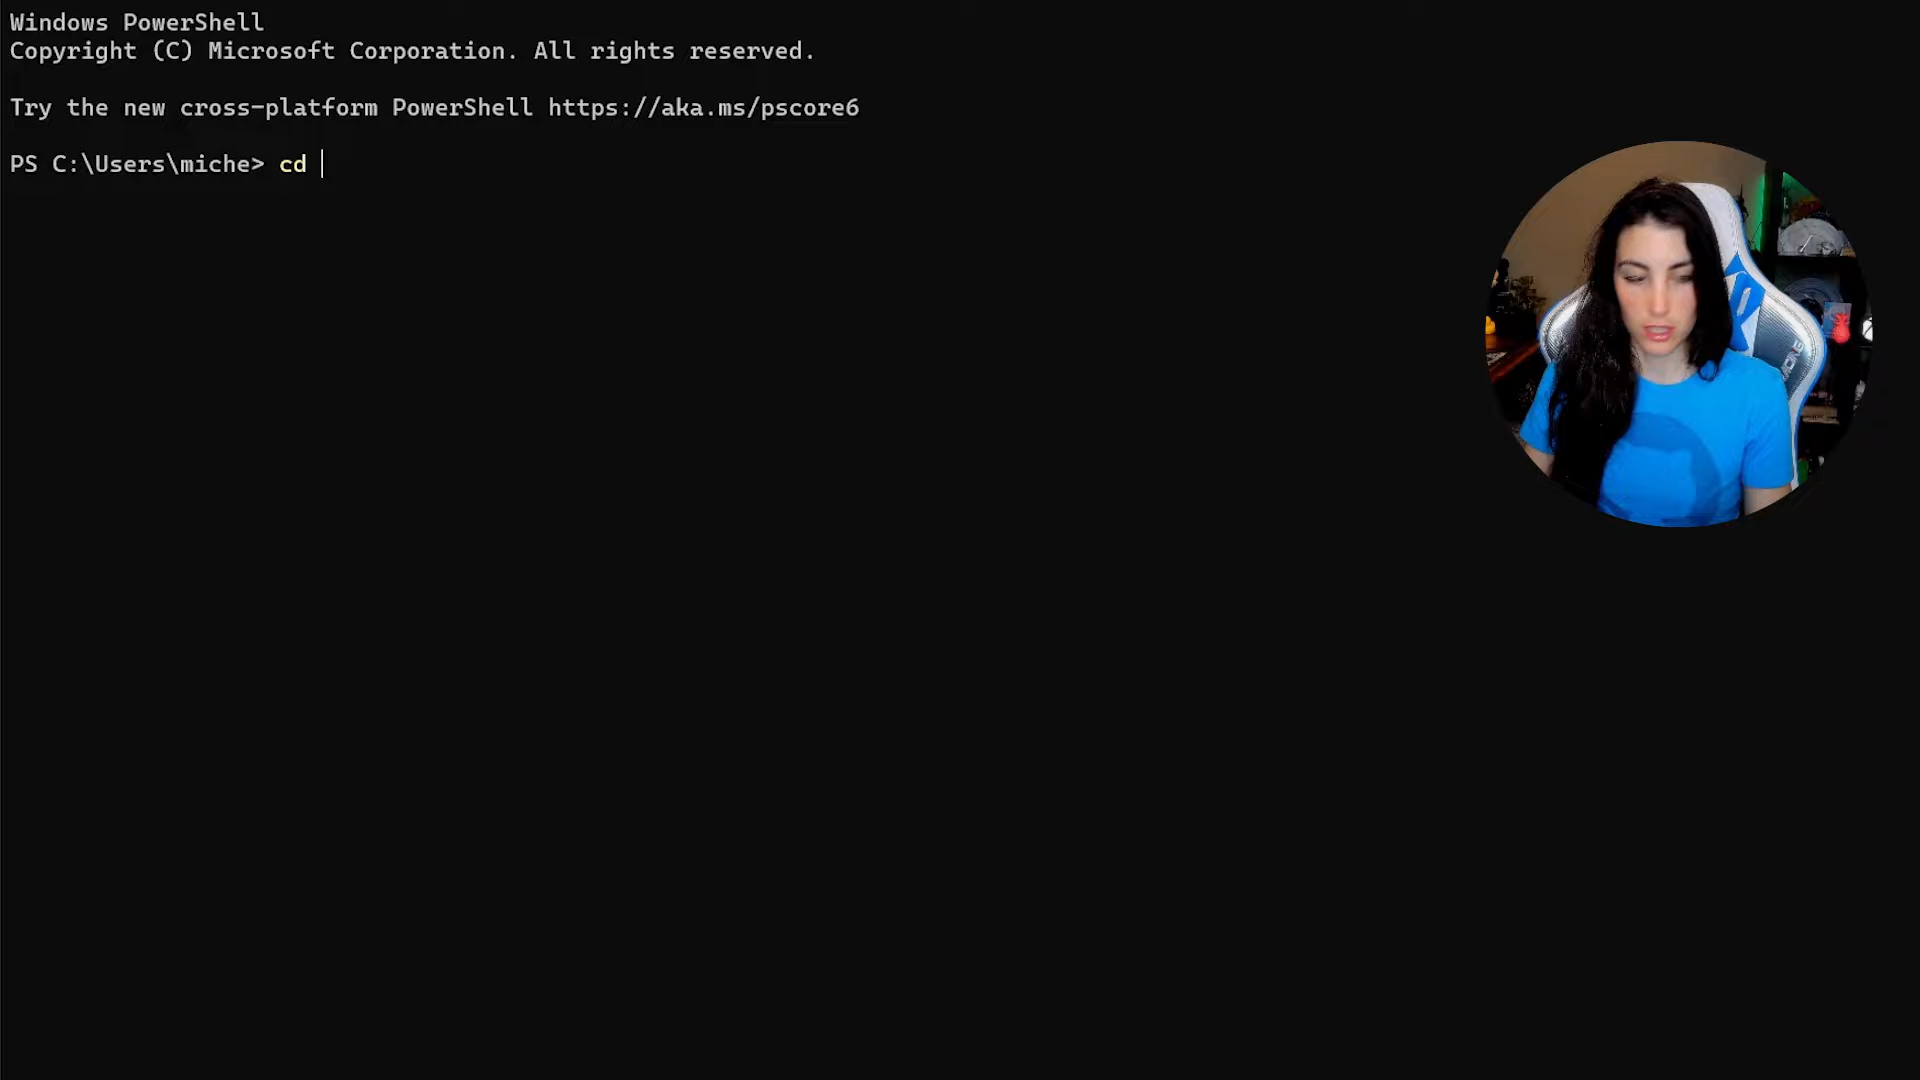 Windows PowerShell
Copyright (C) Microsoft Corporation. All rights reserved.
Try the new cross-platform PowerShell https://aka.ms/pscore6
PS C:\Users\miche> cd